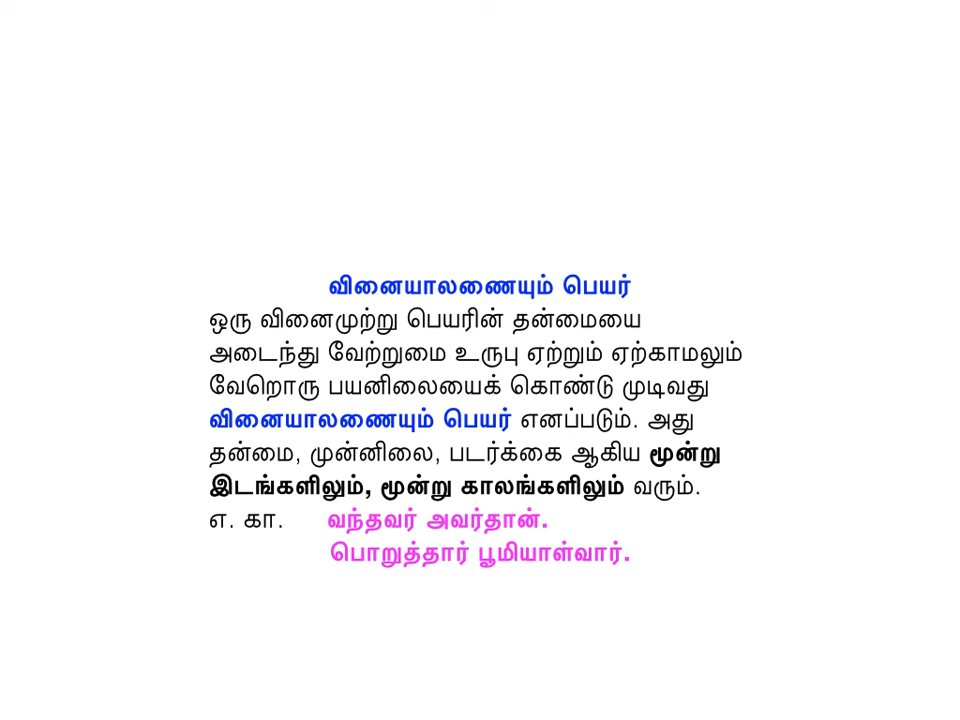 வினையாலணையும் பெயர்
ஒரு வினைமுற்று பெயரின் தன்மையை
அடைந்து வேற்றுமை உருபு ஏற்றும் ஏற்காமலும்
வேறொரு பயனிலையைக் கொண்டு முடிவது
வினையாலணையும் பெயர் எனப்படும். அது
தன்மை, முன்னிலை, படர்க்கை ஆகிய மூன்று
இடங்களிலும், மூன்று காலங்களிலும் வரும்.
எ. கா. வந்தவர் அவர்தான்.
பொறுத்தார் பூமியாள்வார்.